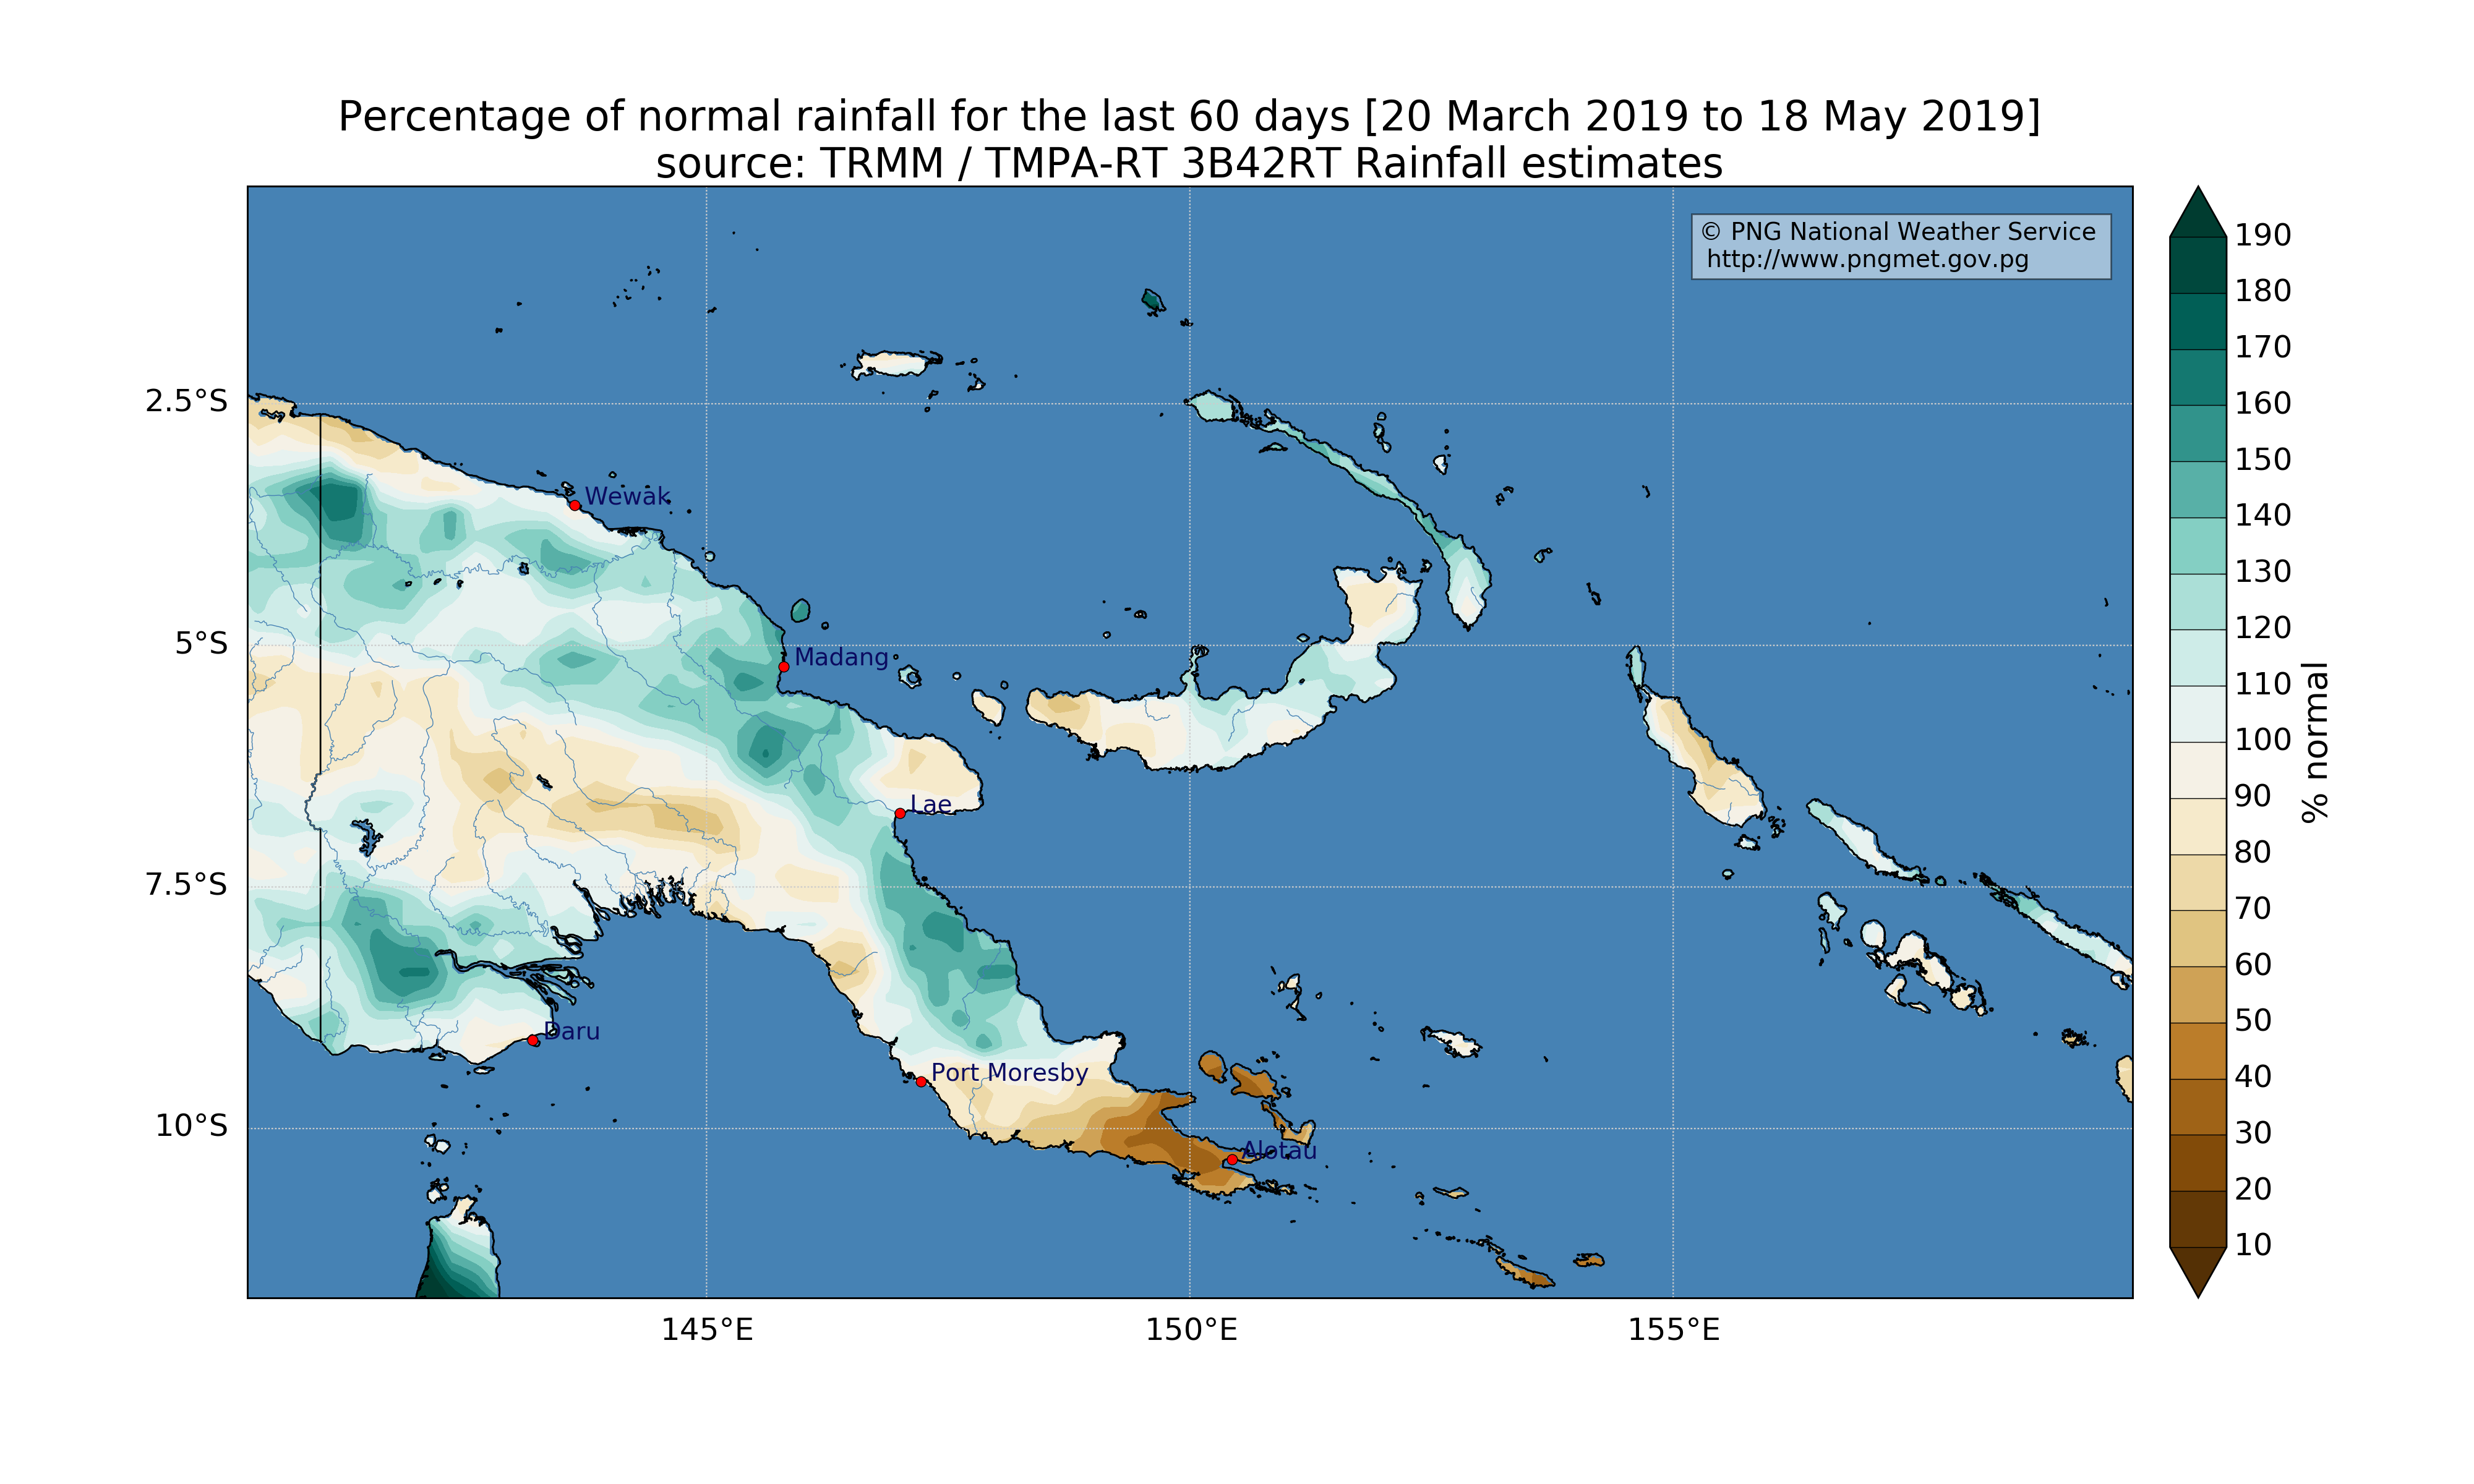 Percentage of normal rainfall for the last 60 days [20 March 2019 to 18 May 2019]
source: TRMM / TMPA-RT 3B42RT Rainfall estimates
© PNG National Weather Service
http://www.pngmet.gov.pg
2.5°S
5°S
7.5°S
10°S
Wewak
Madang
Lae
Daru
Port Moresby
Alotau
145°E
150°E
155°E
190
180
170
160
150
140
130
120
110
100
90
80
70
60
50
40
30
20
10
% normal